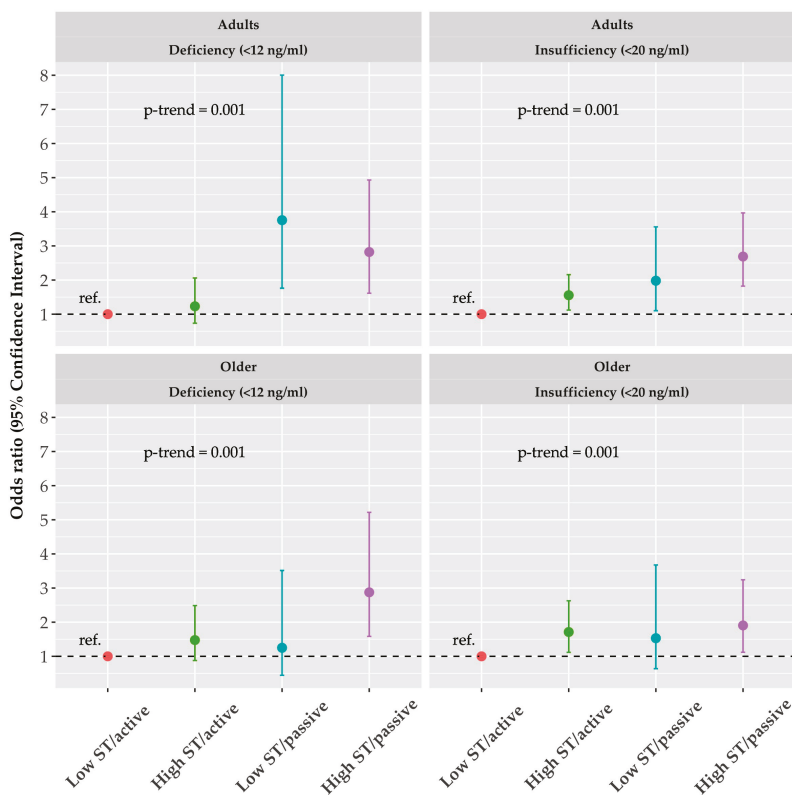 Adults
Deficiency (<12 ng/ml)
Adults
Insufficiency (<20 ng/ml)
Odds ratio (95% Confidence Interval)
8
7
6
5
4
3
2
1
p-trend = 0.001
ref.
p-trend = 0.001
ref.
Older
Deficiency (<12 ng/ml)
Older
Insufficiency (<20 ng/ml)
8
7
6
5
4
3
2
1
p-trend = 0.001
ref.
p-trend = 0.001
ref.
Low ST/active
High ST/active
Low ST/passive
High ST/passive
Low ST/active
High ST/active
Low ST/passive
High ST/passive